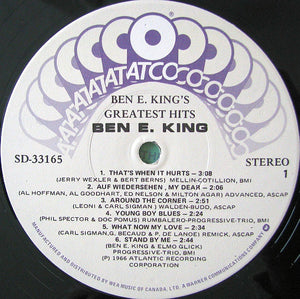 ATATATATATCO
BEN E. KING'S
GREATEST HITS
BEN E. KING
SD-33165
STEREO
1
1. THAT'S WHEN IT HURTS – 3:08
(JERRY WEXLER & BERT BERNS) MELLIN-COTILLION, BMI
2. AUF WIEDERSEHEN, MY DEAR – 2:06
(AL HOFFMAN, AL GOODHART, ED NELSON & MILTON AGAR) ADVANCED, ASCAP
3. AROUND THE CORNER – 2:51
(LEONI & CARL SIGMAN) WALDEN-BUDD, ASCAP
4. YOUNG BOY BLUES – 2:24
(PHIL SPECTOR & DOC POMUS) RUMBALERO-PROGRESSIVE-TRIO, BMI
5. WHAT NOW MY LOVE – 2:24
(CARL SIGMAN, G. BECAUD & P. DE LANOE) REMICK, ASCAP
6. STAND BY ME – 2:44
(BEN E. KING & ELMO GLICK)
PROGRESSIVE-TRIO, BMI
℗ 1966 ATLANTIC RECORDING
CORPORATION
MANUFACTURED AND DISTRIBUTED BY WEA MUSIC OF CANADA, LTD. A WARNER COMMUNICATIONS COMPANY